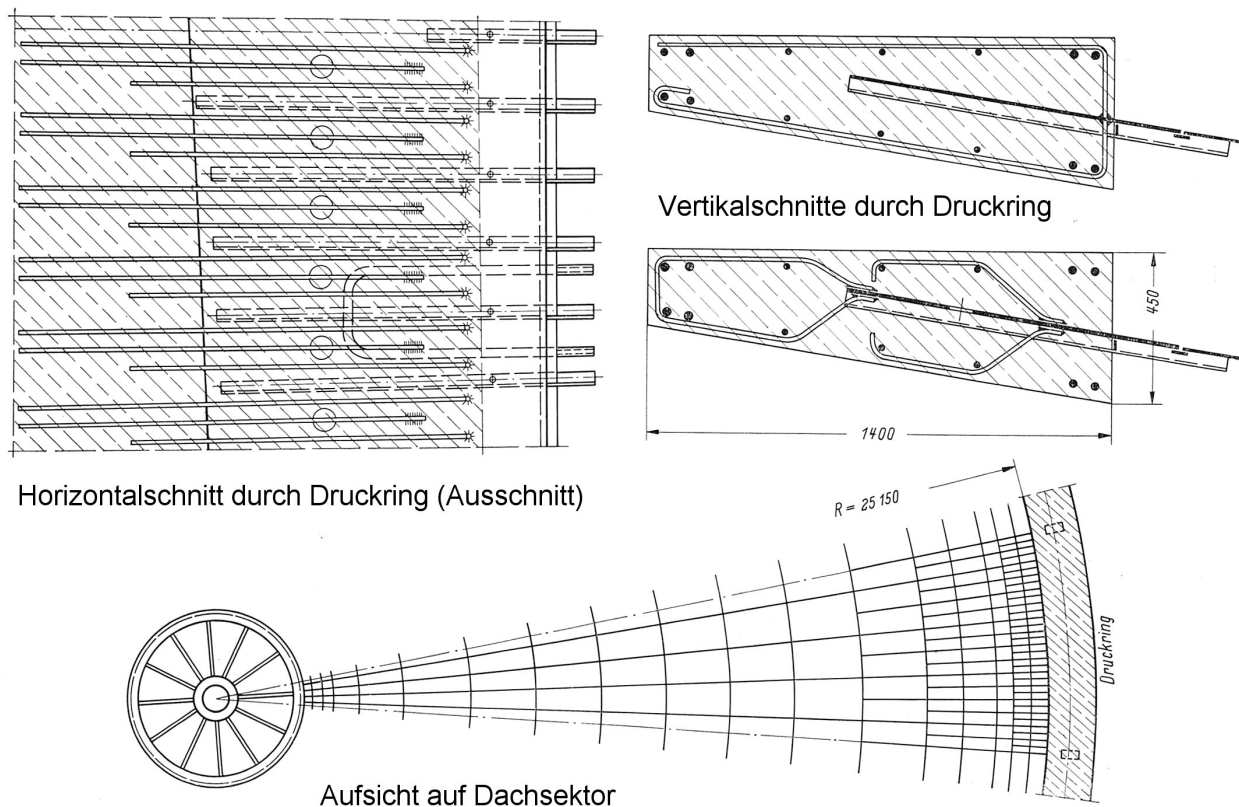 Vertikalschnitte durch Druckring
450
1400
Horizontalschnitt durch Druckring (Ausschnitt)
R = 25 150
Druckring
Aufsicht auf Dachsektor